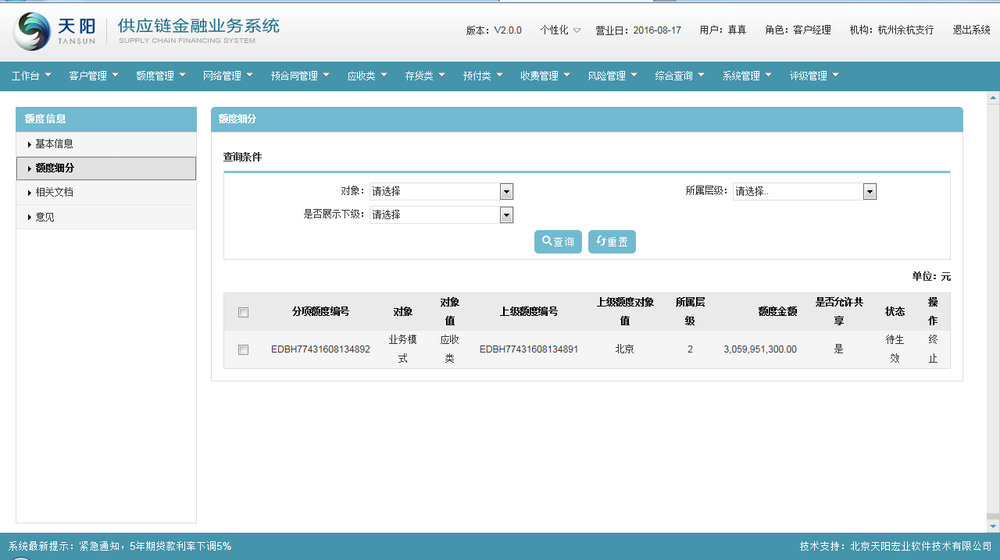 天阳
TANSUN
供应链金融业务系统
SUPPLY CHAIN FINANCING SYSTEM
版本：V2.0.0 个性化 营业日：2016-08-17 用户：真真 角色：客户经理 机构：杭州余杭支行 退出系统
工作台 客户管理 额度管理 网络管理 预合同管理 应收类 存货类 预付类 收费管理 风险管理 综合查询 系统管理 评级管理
额度信息
基本信息
额度细分
相关文档
意见
额度细分
查询条件
对象： 请选择 所属层级： 请选择..
是否展示下级： 请选择
查询 重置
单位：元
分项额度编号 对象 对象值 上级额度编号 上级额度对象值 所属层级 额度金额 是否允许共享 状态 操作
EDBH77431608134892 业务模式 应收类 EDBH77431608134891 北京 2 3,059,951,300.00 是 待生效 终止
系统最新提示：紧急通知，5年期贷款利率下调5% 技术支持：北京天阳宏业软件技术有限公司